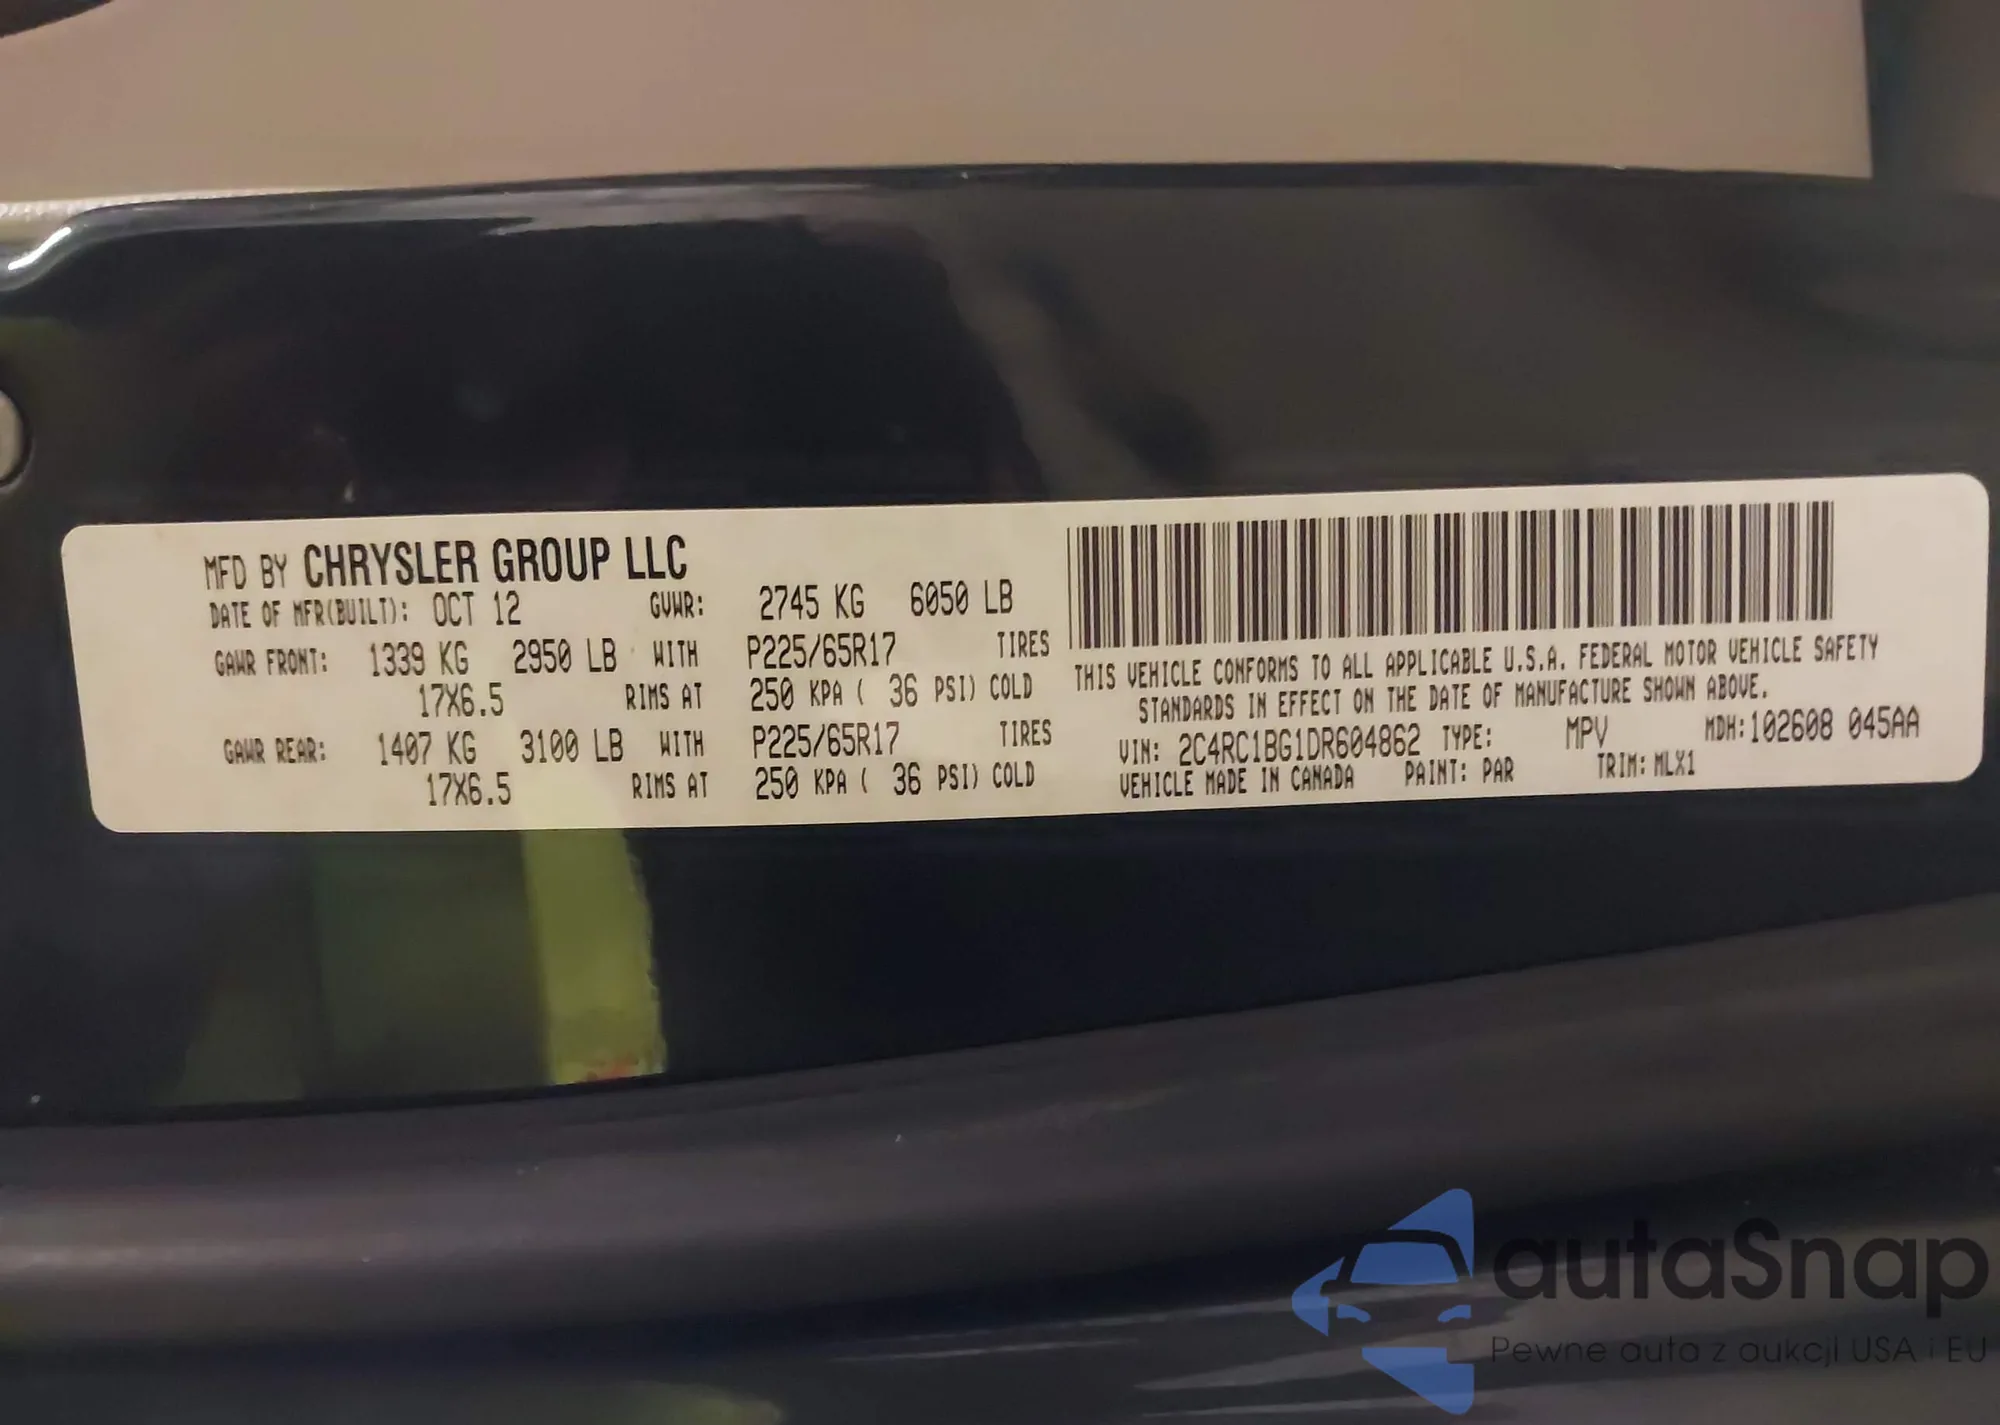 MFD BY CHRYSLER GROUP LLC
DATE OF MFR(BUILT): OCT 12 GVWR: 2745 KG 6050 LB
GAWR FRONT: 1339 KG 2950 LB WITH P225/65R17 TIRES
17X6.5 RIMS AT 250 KPA ( 36 PSI) COLD
GAWR REAR: 1407 KG 3100 LB WITH P225/65R17 TIRES
17X6.5 RIMS AT 250 KPA ( 36 PSI) COLD
THIS VEHICLE CONFORMS TO ALL APPLICABLE U.S.A. FEDERAL MOTOR VEHICLE SAFETY
STANDARDS IN EFFECT ON THE DATE OF MANUFACTURE SHOWN ABOVE.
VIN: 2C4RC1BG1DR604862 TYPE: MPV MDH:102608 045AA
VEHICLE MADE IN CANADA PAINT: PAR TRIM: MLX1
autaSnap
Pewne auta z aukcji USA i EU